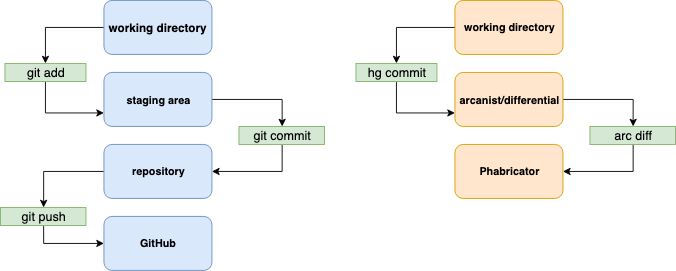 working directory
git add
staging area
git commit
repository
git push
GitHub
working directory
hg commit
arcanist/differential
arc diff
Phabricator